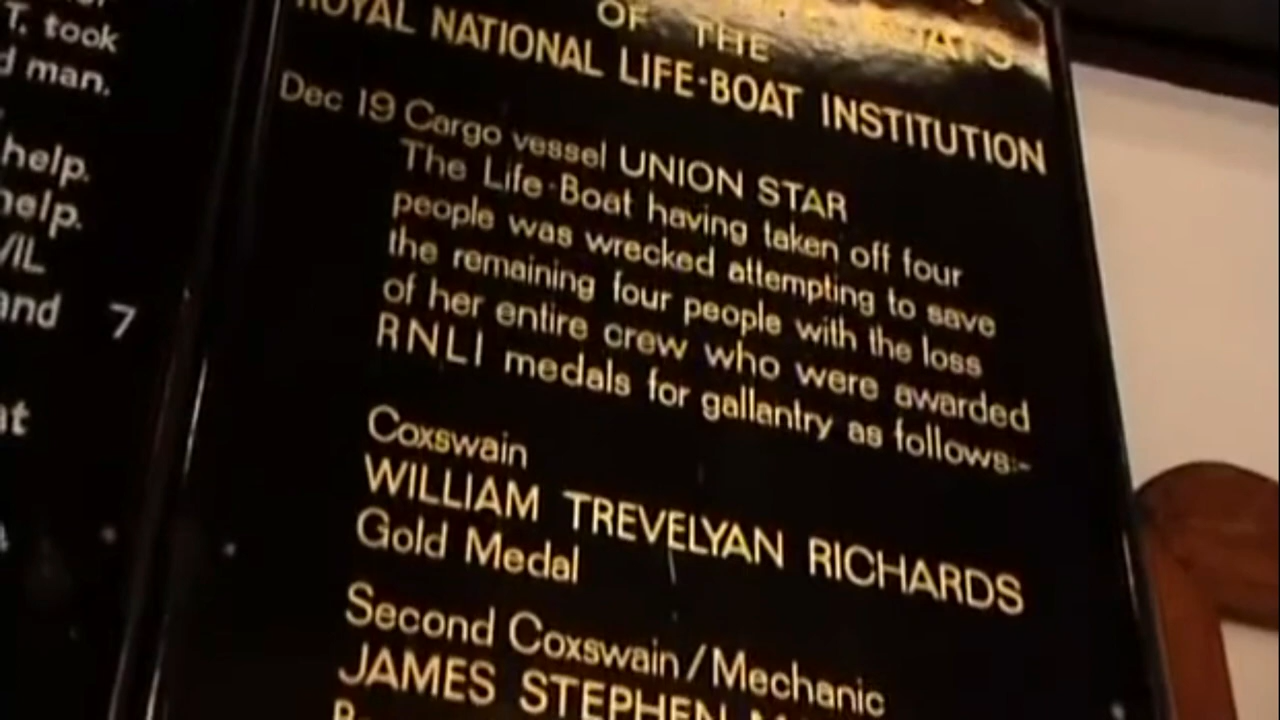 T. took
man.
help.
help.
and 7
OF THE
ROYAL NATIONAL LIFE-BOAT INSTITUTION
Dec 19 Cargo vessel UNION STAR
The Life-Boat having taken off four
people was wrecked attempting to save
the remaining four people with the loss
of her entire crew who were awarded
RNLI medals for gallantry as follows:-
Coxswain
WILLIAM TREVELYAN RICHARDS
Gold Medal
Second Coxswain/Mechanic
JAMES STEPHEN